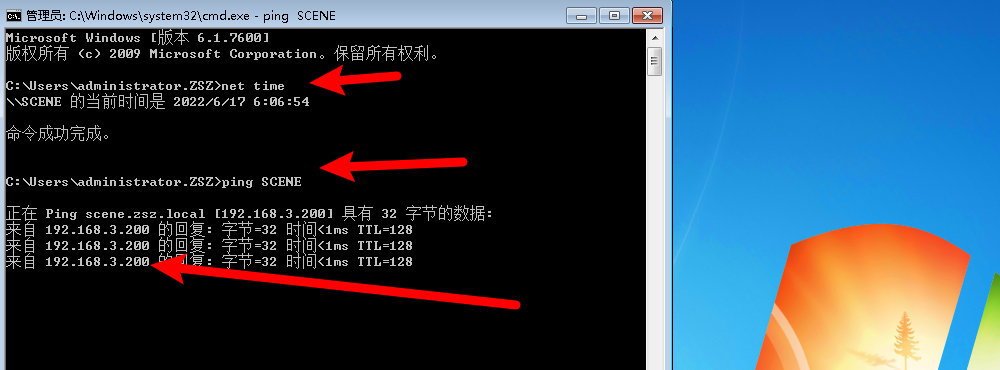 管理员: C:\Windows\system32\cmd.exe - ping SCENE
Microsoft Windows [版本 6.1.7600]
版权所有 (c) 2009 Microsoft Corporation。保留所有权利。
C:\Users\administrator.ZSZ>net time
\\SCENE 的当前时间是 2022/6/17 6:06:54
命令成功完成。
C:\Users\administrator.ZSZ>ping SCENE
正在 Ping scene.zsz.local [192.168.3.200] 具有 32 字节的数据:
来自 192.168.3.200 的回复: 字节=32 时间<1ms TTL=128
来自 192.168.3.200 的回复: 字节=32 时间<1ms TTL=128
来自 192.168.3.200 的回复: 字节=32 时间<1ms TTL=128